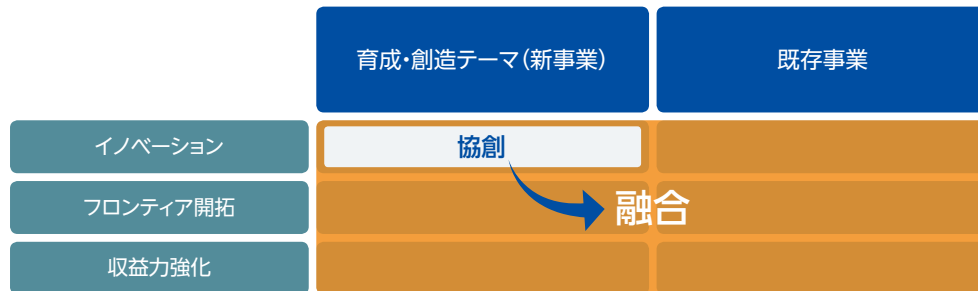 育成・創造テーマ(新事業)
既存事業
イノベーション
協創
フロンティア開拓
融合
収益力強化